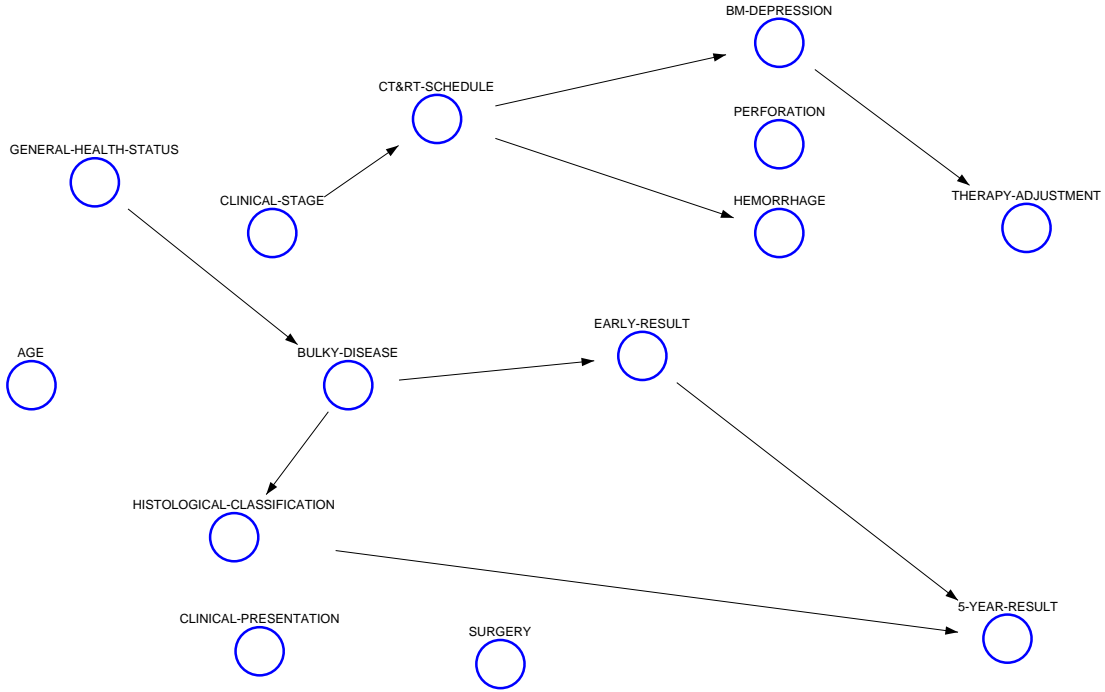 BM-DEPRESSION
CT&RT-SCHEDULE
PERFORATION
GENERAL-HEALTH-STATUS
CLINICAL-STAGE
HEMORRHAGE
THERAPY-ADJUSTMENT
EARLY-RESULT
AGE
BULKY-DISEASE
HISTOLOGICAL-CLASSIFICATION
5-YEAR-RESULT
CLINICAL-PRESENTATION
SURGERY